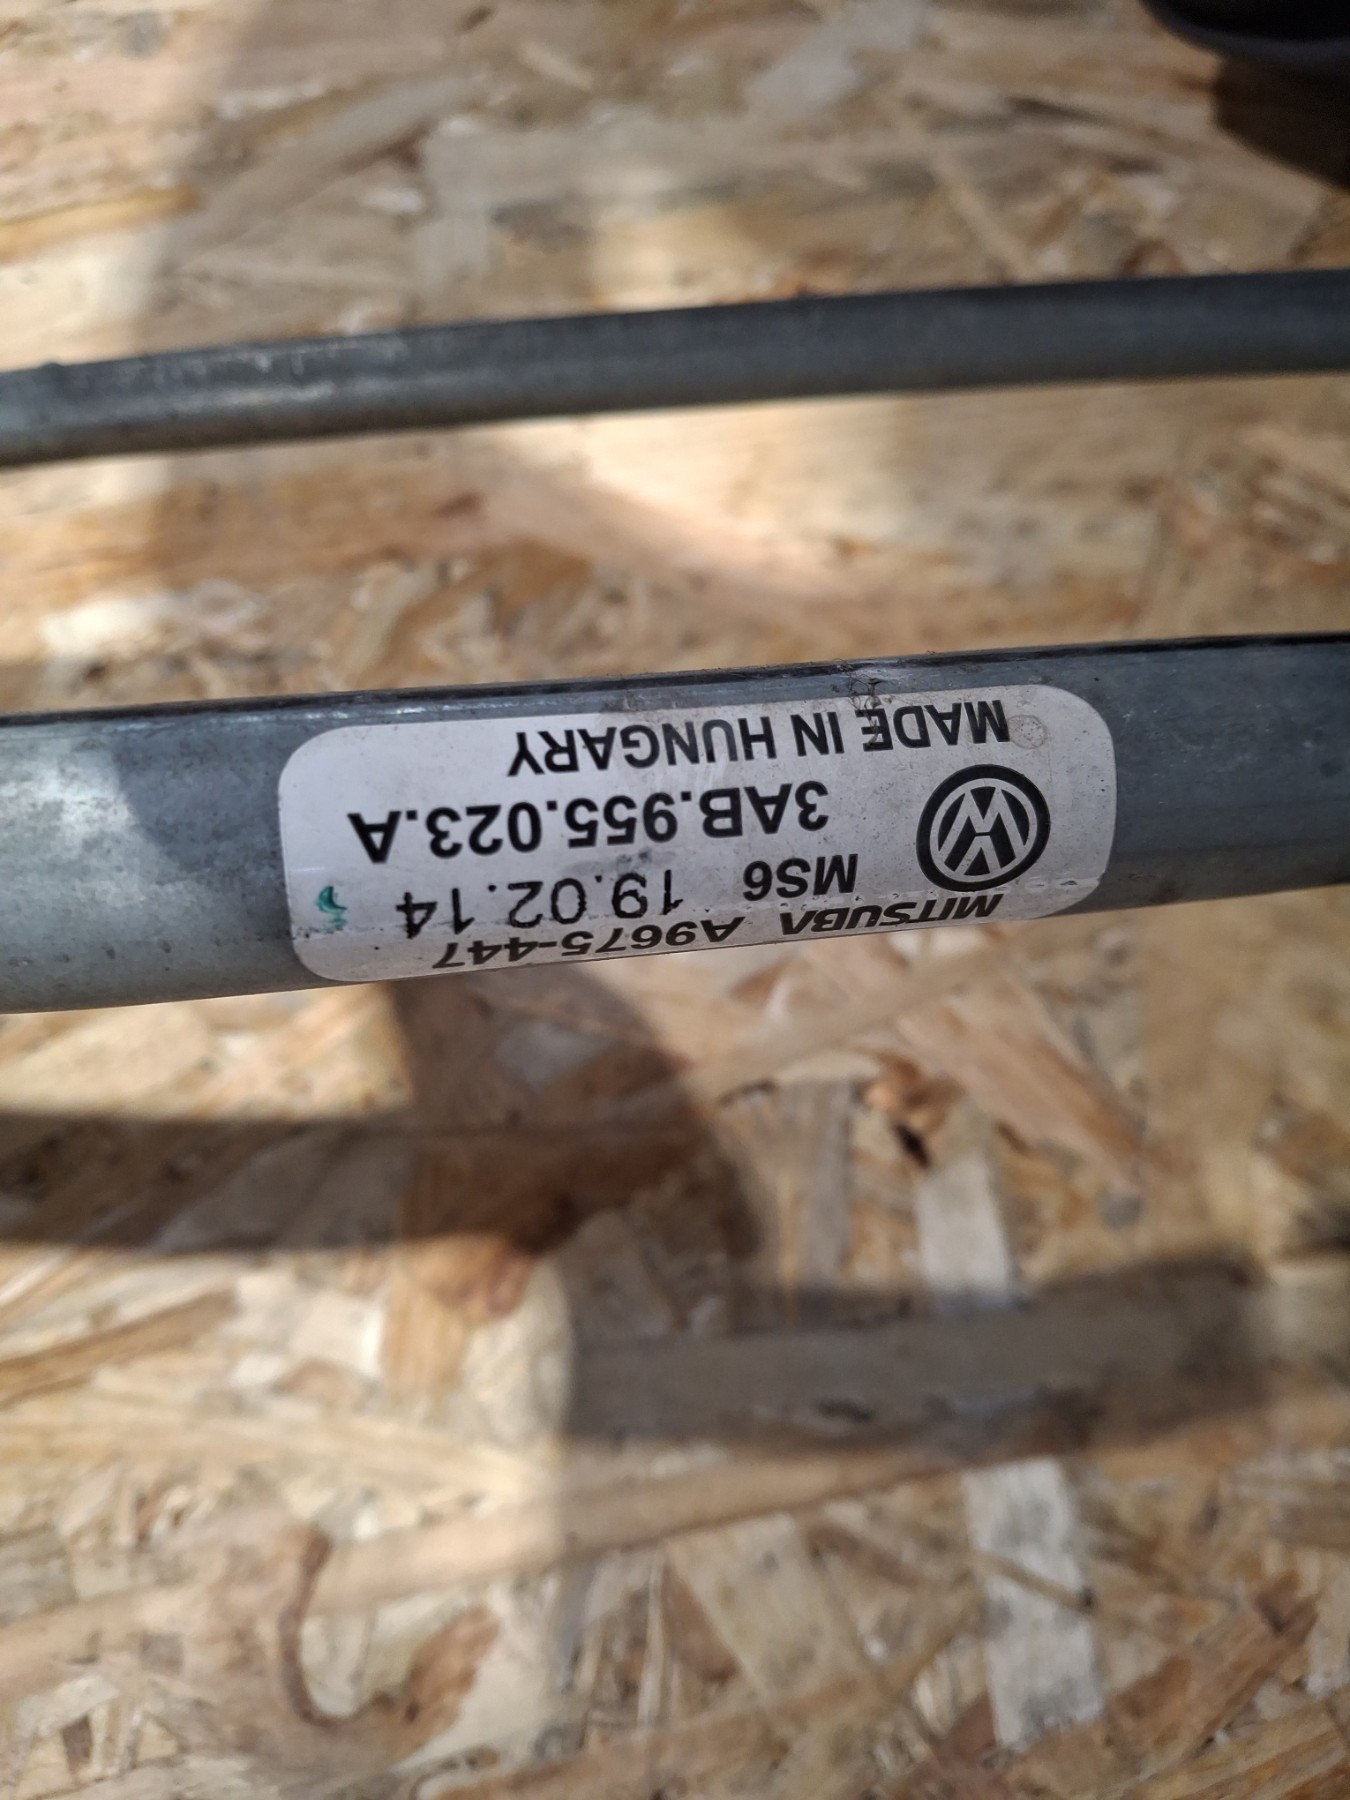 MITSUBA A9675-447
MS6 19.02.14
3AB.955.023.A
MADE IN HUNGARY